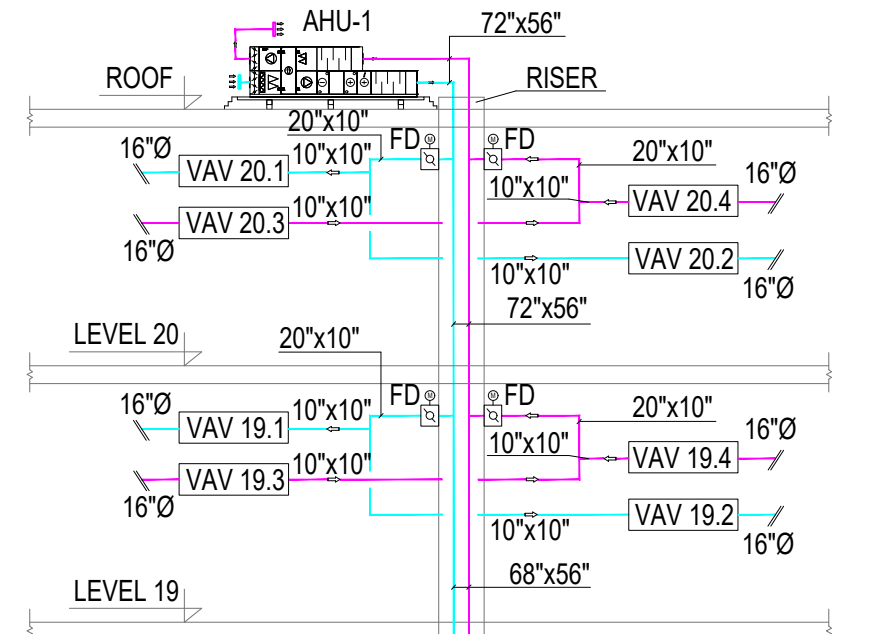 AHU-1
72"x56"
ROOF
RISER
20"x10"
FD
M
M
FD
16"Ø
10"x10"
20"x10"
VAV 20.1
16"Ø
10"x10"
VAV 20.4
VAV 20.3
10"x10"
16"Ø
VAV 20.2
10"x10"
16"Ø
72"x56"
LEVEL 20
20"x10"
FD
M
M
FD
16"Ø
10"x10"
20"x10"
VAV 19.1
16"Ø
10"x10"
VAV 19.4
10"x10"
VAV 19.3
16"Ø
VAV 19.2
10"x10"
16"Ø
68"x56"
LEVEL 19